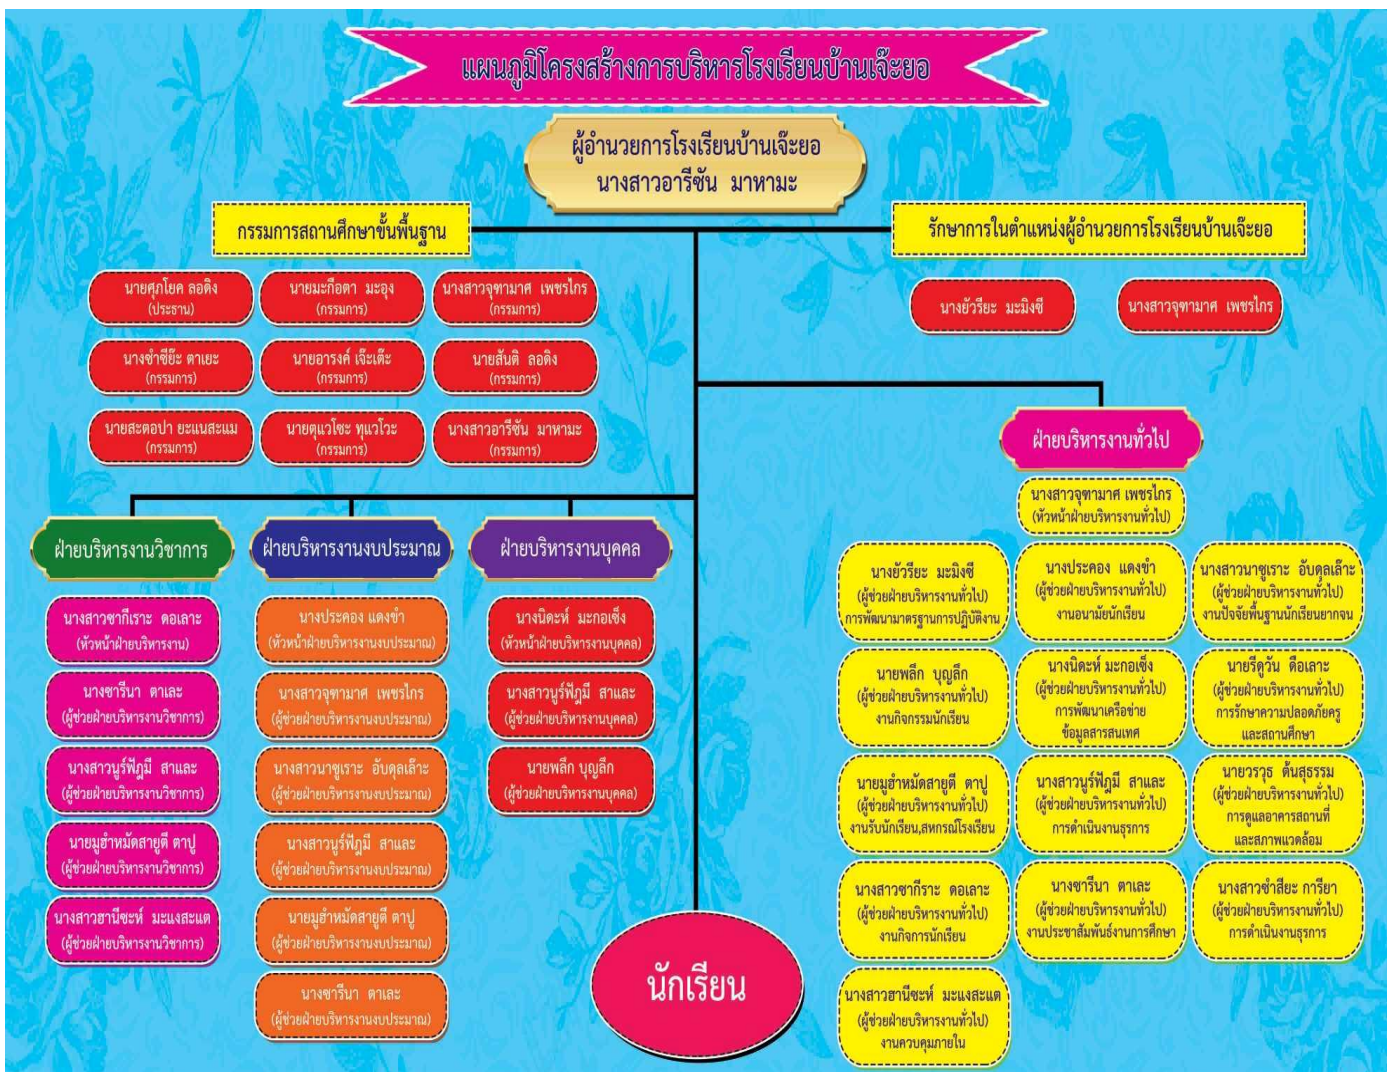 แผนภูมิโครงสร้างการบริหารโรงเรียนบ้านเจ๊ะยอ
ผู้อำนวยการโรงเรียนบ้านเจ๊ะยอ
นางสาวอารีซัน มาหามะ
กรรมการสถานศึกษาขั้นพื้นฐาน
นายศุภโยค ลอดิง
(ประธาน)
นายมะกือตา มะอุง
(กรรมการ)
นางสาวจุฑามาศ เพชรไกร
(กรรมการ)
นางซำซียะ ตาเยะ
(กรรมการ)
นายอารงค์ เจ๊ะเต๊ะ
(กรรมการ)
นายสันติ ลอดิง
(กรรมการ)
นายสะตอปา ยะแนสะแม
(กรรมการ)
นายตุแวโซะ ทุแวโวะ
(กรรมการ)
นางสาวอารีซัน มาหามะ
(กรรมการ)
รักษาการในตำแหน่งผู้อำนวยการโรงเรียนบ้านเจ๊ะยอ
นางยัวรียะ มะมิงซี
นางสาวจุฑามาศ เพชรไกร
ฝ่ายบริหารงานวิชาการ
นางสาวซากีเราะ ดอเลาะ
(หัวหน้าฝ่ายบริหารงาน)
นางซารีนา ตาเละ
(ผู้ช่วยฝ่ายบริหารงานวิชาการ)
นางสาวนูร์ฟัฎมี สาและ
(ผู้ช่วยฝ่ายบริหารงานวิชาการ)
นายมูฮำหมัดสายูตี ตาปู
(ผู้ช่วยฝ่ายบริหารงานวิชาการ)
นางสาวฮานีซะห์ มะแงสะแต
(ผู้ช่วยฝ่ายบริหารงานวิชาการ)
ฝ่ายบริหารงานงบประมาณ
นางประคอง แดงขำ
(หัวหน้าฝ่ายบริหารงานงบประมาณ)
นางสาวจุฑามาศ เพชรไกร
(ผู้ช่วยฝ่ายบริหารงานงบประมาณ)
นางสาวนาซูเราะ อับดุลเล๊าะ
(ผู้ช่วยฝ่ายบริหารงานงบประมาณ)
นางสาวนูร์ฟัฎมี สาและ
(ผู้ช่วยฝ่ายบริหารงานงบประมาณ)
นายมูฮำหมัดสายูตี ตาปู
(ผู้ช่วยฝ่ายบริหารงานงบประมาณ)
นางซารีนา ตาเละ
(ผู้ช่วยฝ่ายบริหารงานงบประมาณ)
ฝ่ายบริหารงานบุคคล
นางนิดะห์ มะกอเซ็ง
(หัวหน้าฝ่ายบริหารงานบุคคล)
นางสาวนูร์ฟัฎมี สาและ
(ผู้ช่วยฝ่ายบริหารงานบุคคล)
นายพลึก บุญลึก
(ผู้ช่วยฝ่ายบริหารงานบุคคล)
ฝ่ายบริหารงานทั่วไป
นางสาวจุฑามาศ เพชรไกร
(หัวหน้าฝ่ายบริหารงานทั่วไป)
นางยัวรียะ มะมิงซี
(ผู้ช่วยฝ่ายบริหารงานทั่วไป)
การพัฒนามาตรฐานการปฏิบัติงาน
นางประคอง แดงขำ
(ผู้ช่วยฝ่ายบริหารงานทั่วไป)
งานอนามัยนักเรียน
นางสาวนาซูเราะ อับดุลเล๊าะ
(ผู้ช่วยฝ่ายบริหารงานทั่วไป)
งานปัจจัยพื้นฐานนักเรียนยากจน
นายพลึก บุญลึก
(ผู้ช่วยฝ่ายบริหารงานทั่วไป)
งานกิจกรรมนักเรียน
นางนิดะห์ มะกอเซ็ง
(ผู้ช่วยฝ่ายบริหารงานทั่วไป)
การพัฒนาเครือข่าย
ข้อมูลสารสนเทศ
นายรีดูวัน ดือเลาะ
(ผู้ช่วยฝ่ายบริหารงานทั่วไป)
การรักษาความปลอดภัยครู
และสถานศึกษา
นายมูฮำหมัดสายูตี ตาปู
(ผู้ช่วยฝ่ายบริหารงานทั่วไป)
งานรับนักเรียน,สหกรณ์โรงเรียน
นางสาวนูร์ฟัฎมี สาและ
(ผู้ช่วยฝ่ายบริหารงานทั่วไป)
การดำเนินงานธุรการ
นายวรวุธ ต้นสุธรรม
(ผู้ช่วยฝ่ายบริหารงานทั่วไป)
การดูแลอาคารสถานที่
และสภาพแวดล้อม
นางสาวซากีราะ ดอเลาะ
(ผู้ช่วยฝ่ายบริหารงานทั่วไป)
งานกิจการนักเรียน
นางซารีนา ตาเละ
(ผู้ช่วยฝ่ายบริหารงานทั่วไป)
งานประชาสัมพันธ์งานการศึกษา
นางสาวซำสียะ การียา
(ผู้ช่วยฝ่ายบริหารงานทั่วไป)
การดำเนินงานธุรการ
นางสาวฮานีซะห์ มะแงสะแต
(ผู้ช่วยฝ่ายบริหารงานทั่วไป)
งานควบคุมภายใน
นักเรียน